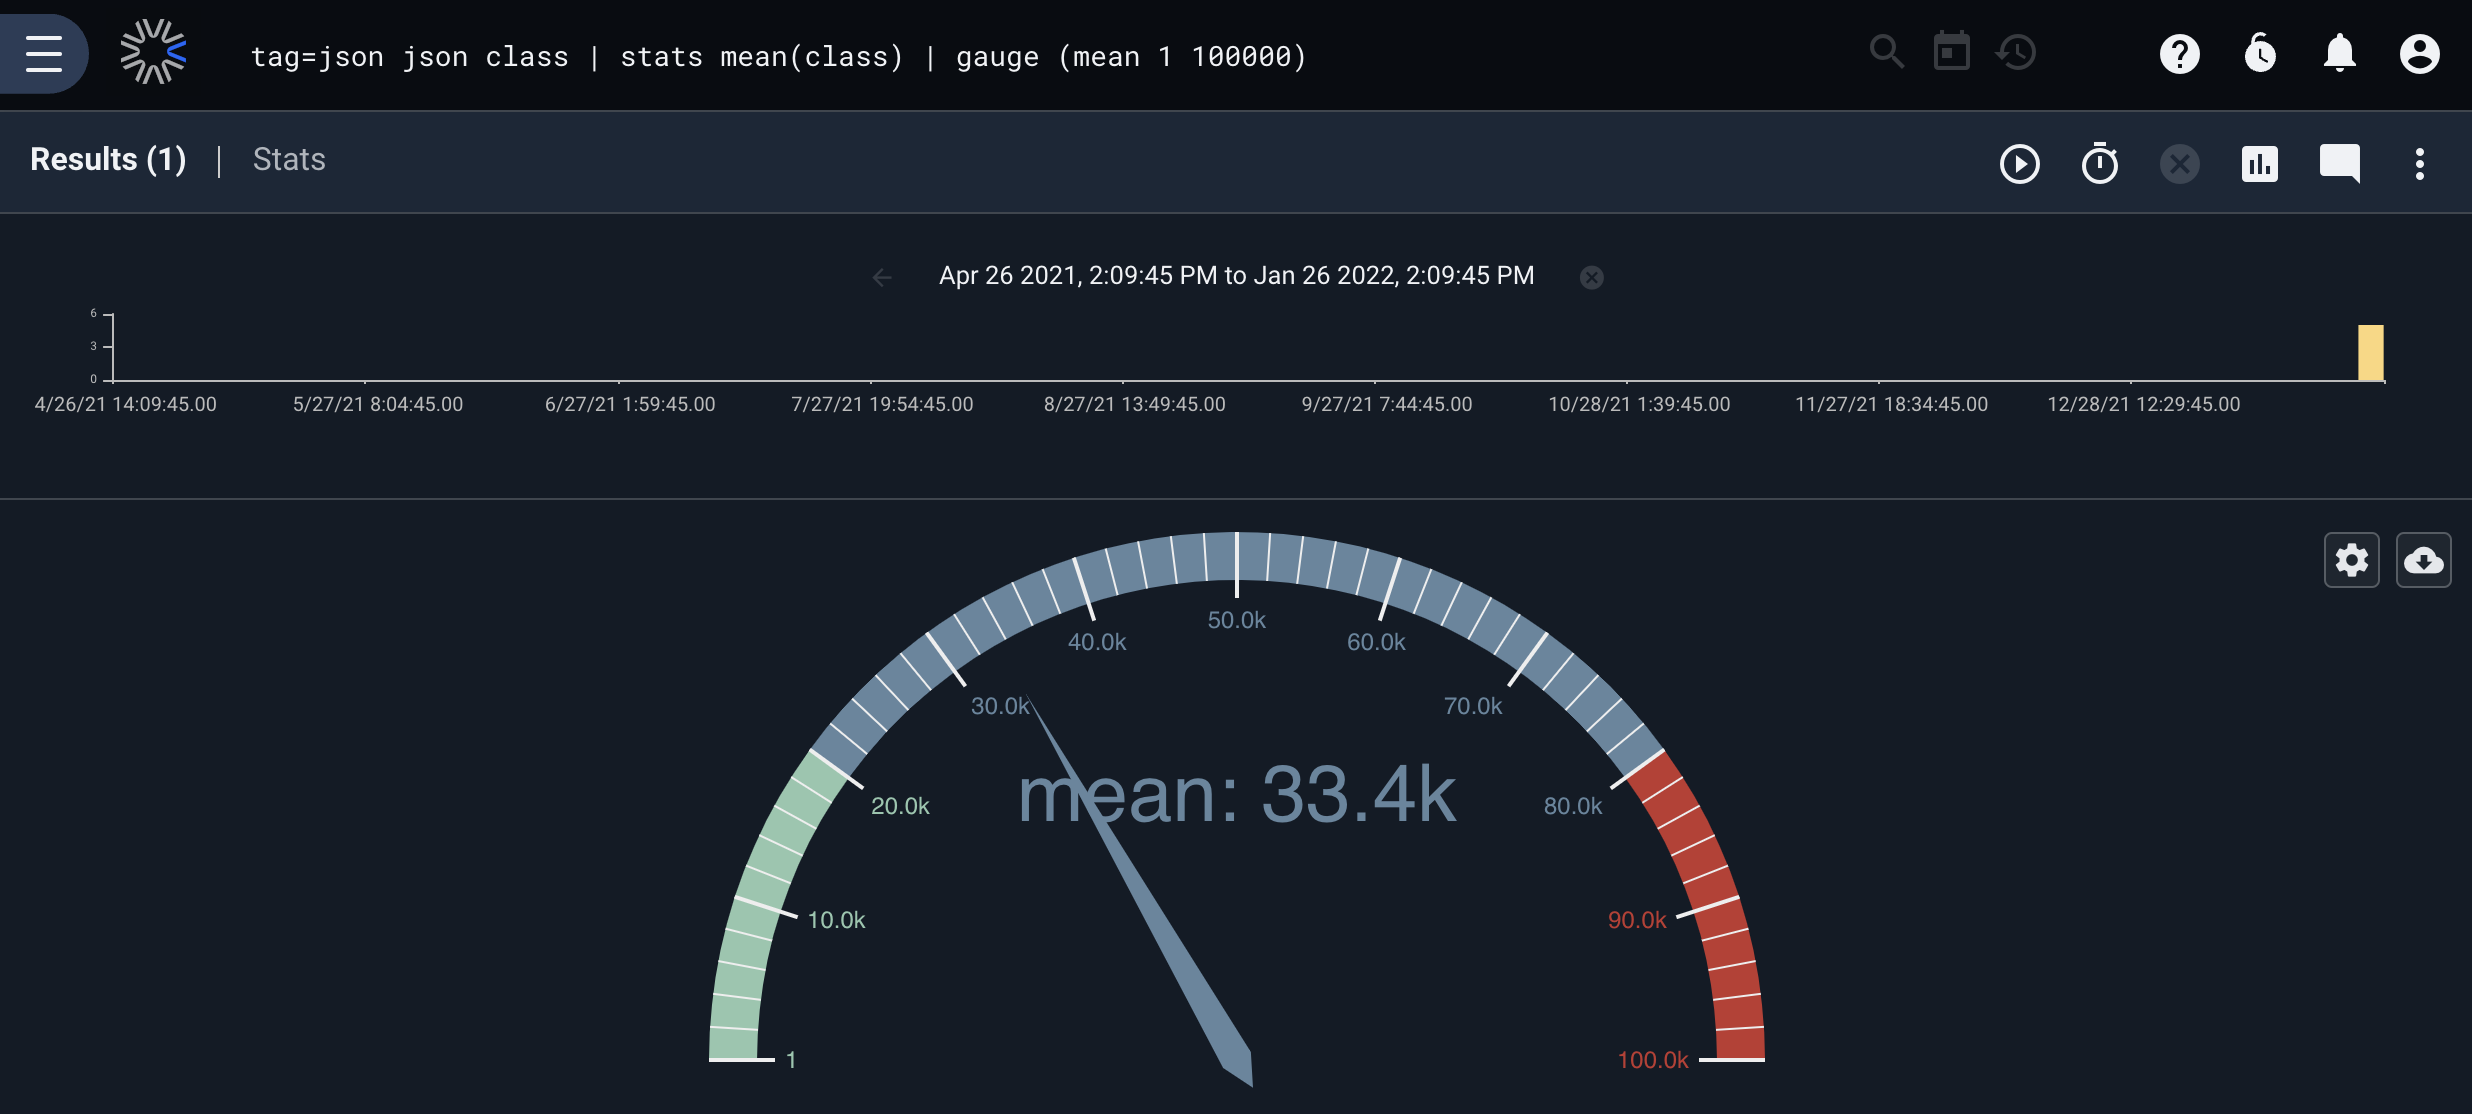 tag=json json class | stats mean(class) | gauge (mean 1 100000)
Results (1) | Stats
Apr 26 2021, 2:09:45 PM to Jan 26 2022, 2:09:45 PM
6
3
0
4/26/21 14:09:45.00 5/27/21 8:04:45.00 6/27/21 1:59:45.00 7/27/21 19:54:45.00 8/27/21 13:49:45.00 9/27/21 7:44:45.00 10/28/21 1:39:45.00 11/27/21 18:34:45.00 12/28/21 12:29:45.00
50.0k
40.0k 60.0k
30.0k 70.0k
mean: 33.4k
20.0k 80.0k
10.0k 90.0k
1 100.0k